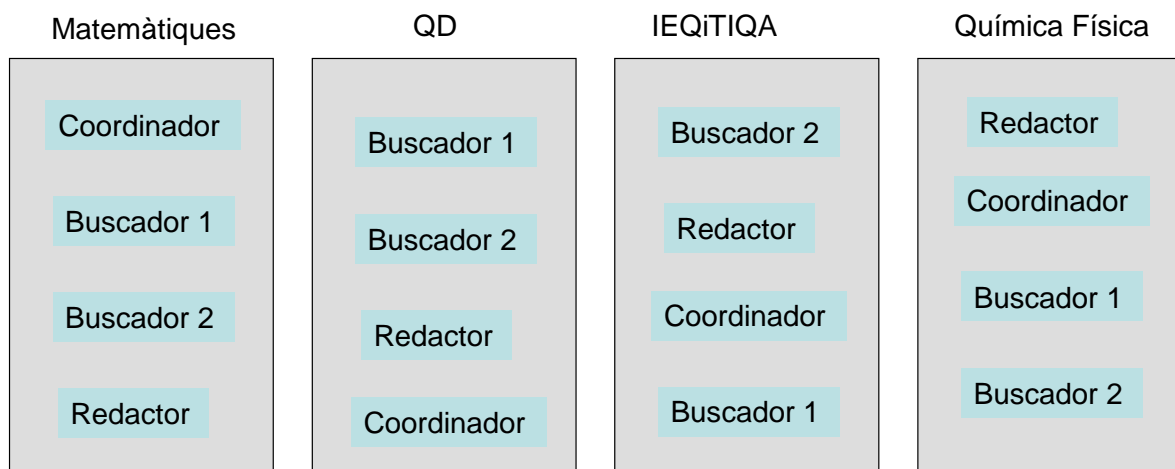 Matemàtiques
Coordinador
Buscador 1
Buscador 2
Redactor
QD
Buscador 1
Buscador 2
Redactor
Coordinador
IEQiTIQA
Buscador 2
Redactor
Coordinador
Buscador 1
Química Física
Redactor
Coordinador
Buscador 1
Buscador 2